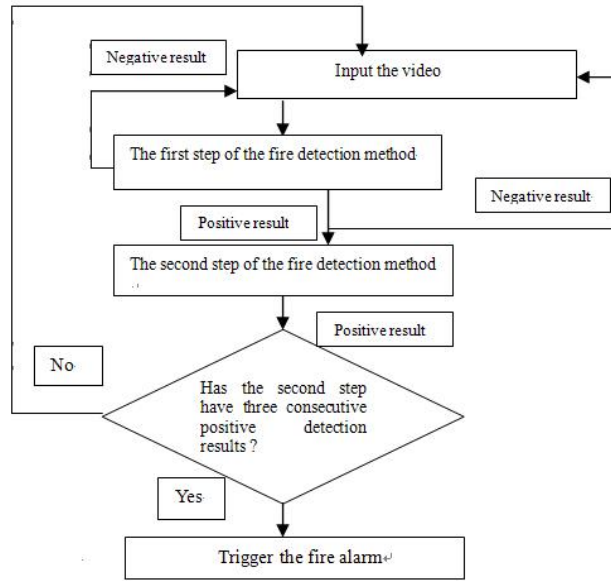 Negative result
Input the video
The first step of the fire detection method
Negative result
Positive result
The second step of the fire detection method
Positive result
No
Has the second step
have three consecutive
positive detection
results ?
Yes
Trigger the fire alarm